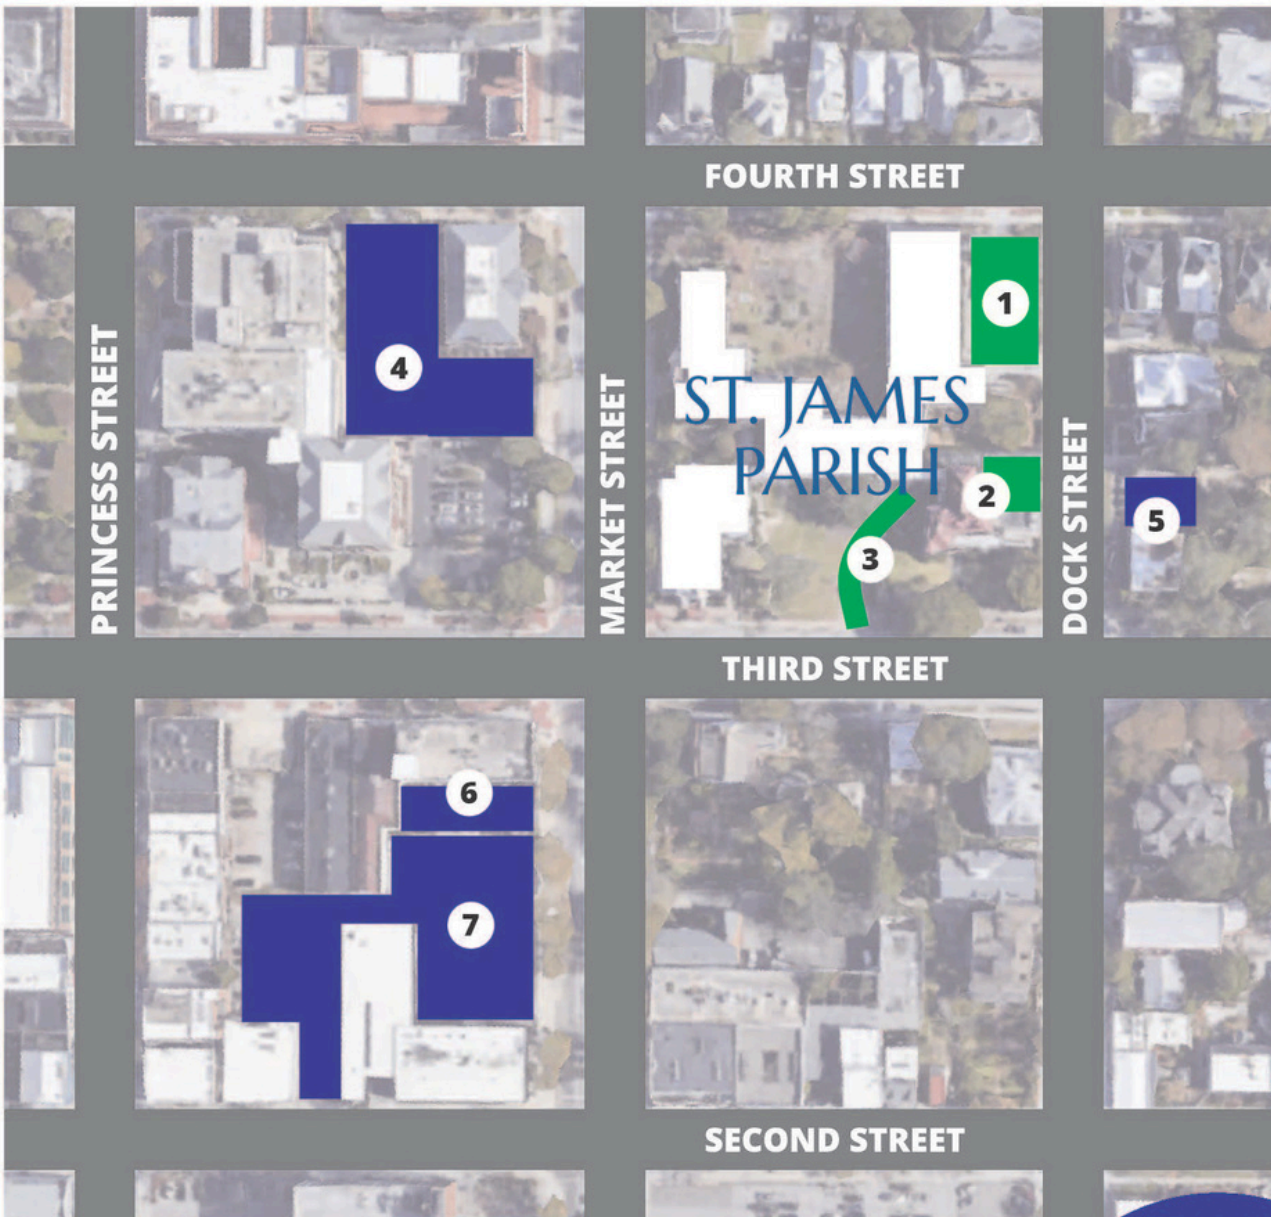 FOURTH STREET
1
4
PRINCESS STREET
MARKET STREET
ST. JAMES
PARISH
DOCK STREET
2
5
3
THIRD STREET
6
7
SECOND STREET